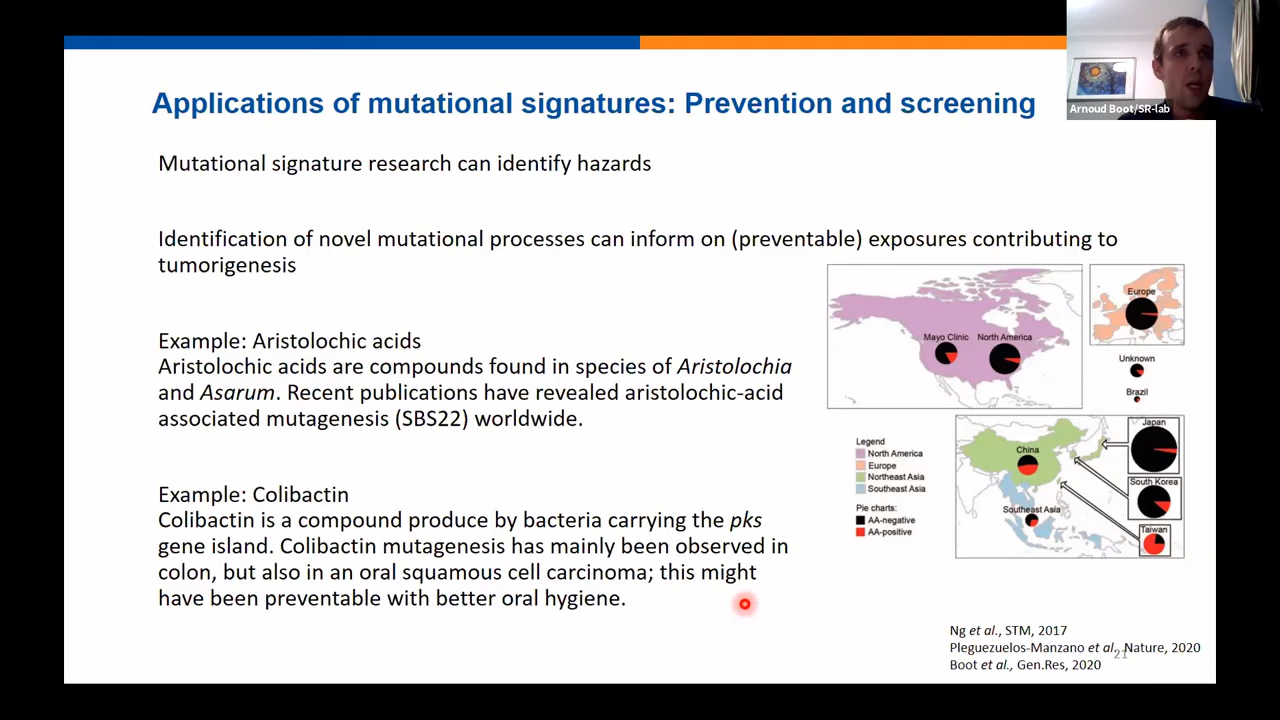 Arnoud Boot/SR-lab
Applications of mutational signatures: Prevention and screening
Mutational signature research can identify hazards
Identification of novel mutational processes can inform on (preventable) exposures contributing to
tumorigenesis
Example: Aristolochic acids
Aristolochic acids are compounds found in species of Aristolochia
and Asarum. Recent publications have revealed aristolochic-acid
associated mutagenesis (SBS22) worldwide.
Example: Colibactin
Colibactin is a compound produce by bacteria carrying the pks
gene island. Colibactin mutagenesis has mainly been observed in
colon, but also in an oral squamous cell carcinoma; this might
have been preventable with better oral hygiene.
Mayo Clinic
North America
Europe
Unknown
Brazil
Legend
North America
Europe
Northeast Asia
Southeast Asia
Pie charts:
AA-negative
AA-positive
China
Southeast Asia
Japan
South Korea
Taiwan
Ng et al., STM, 2017
Pleguezuelos-Manzano et al., Nature, 2020
Boot et al., Gen.Res, 2020
21